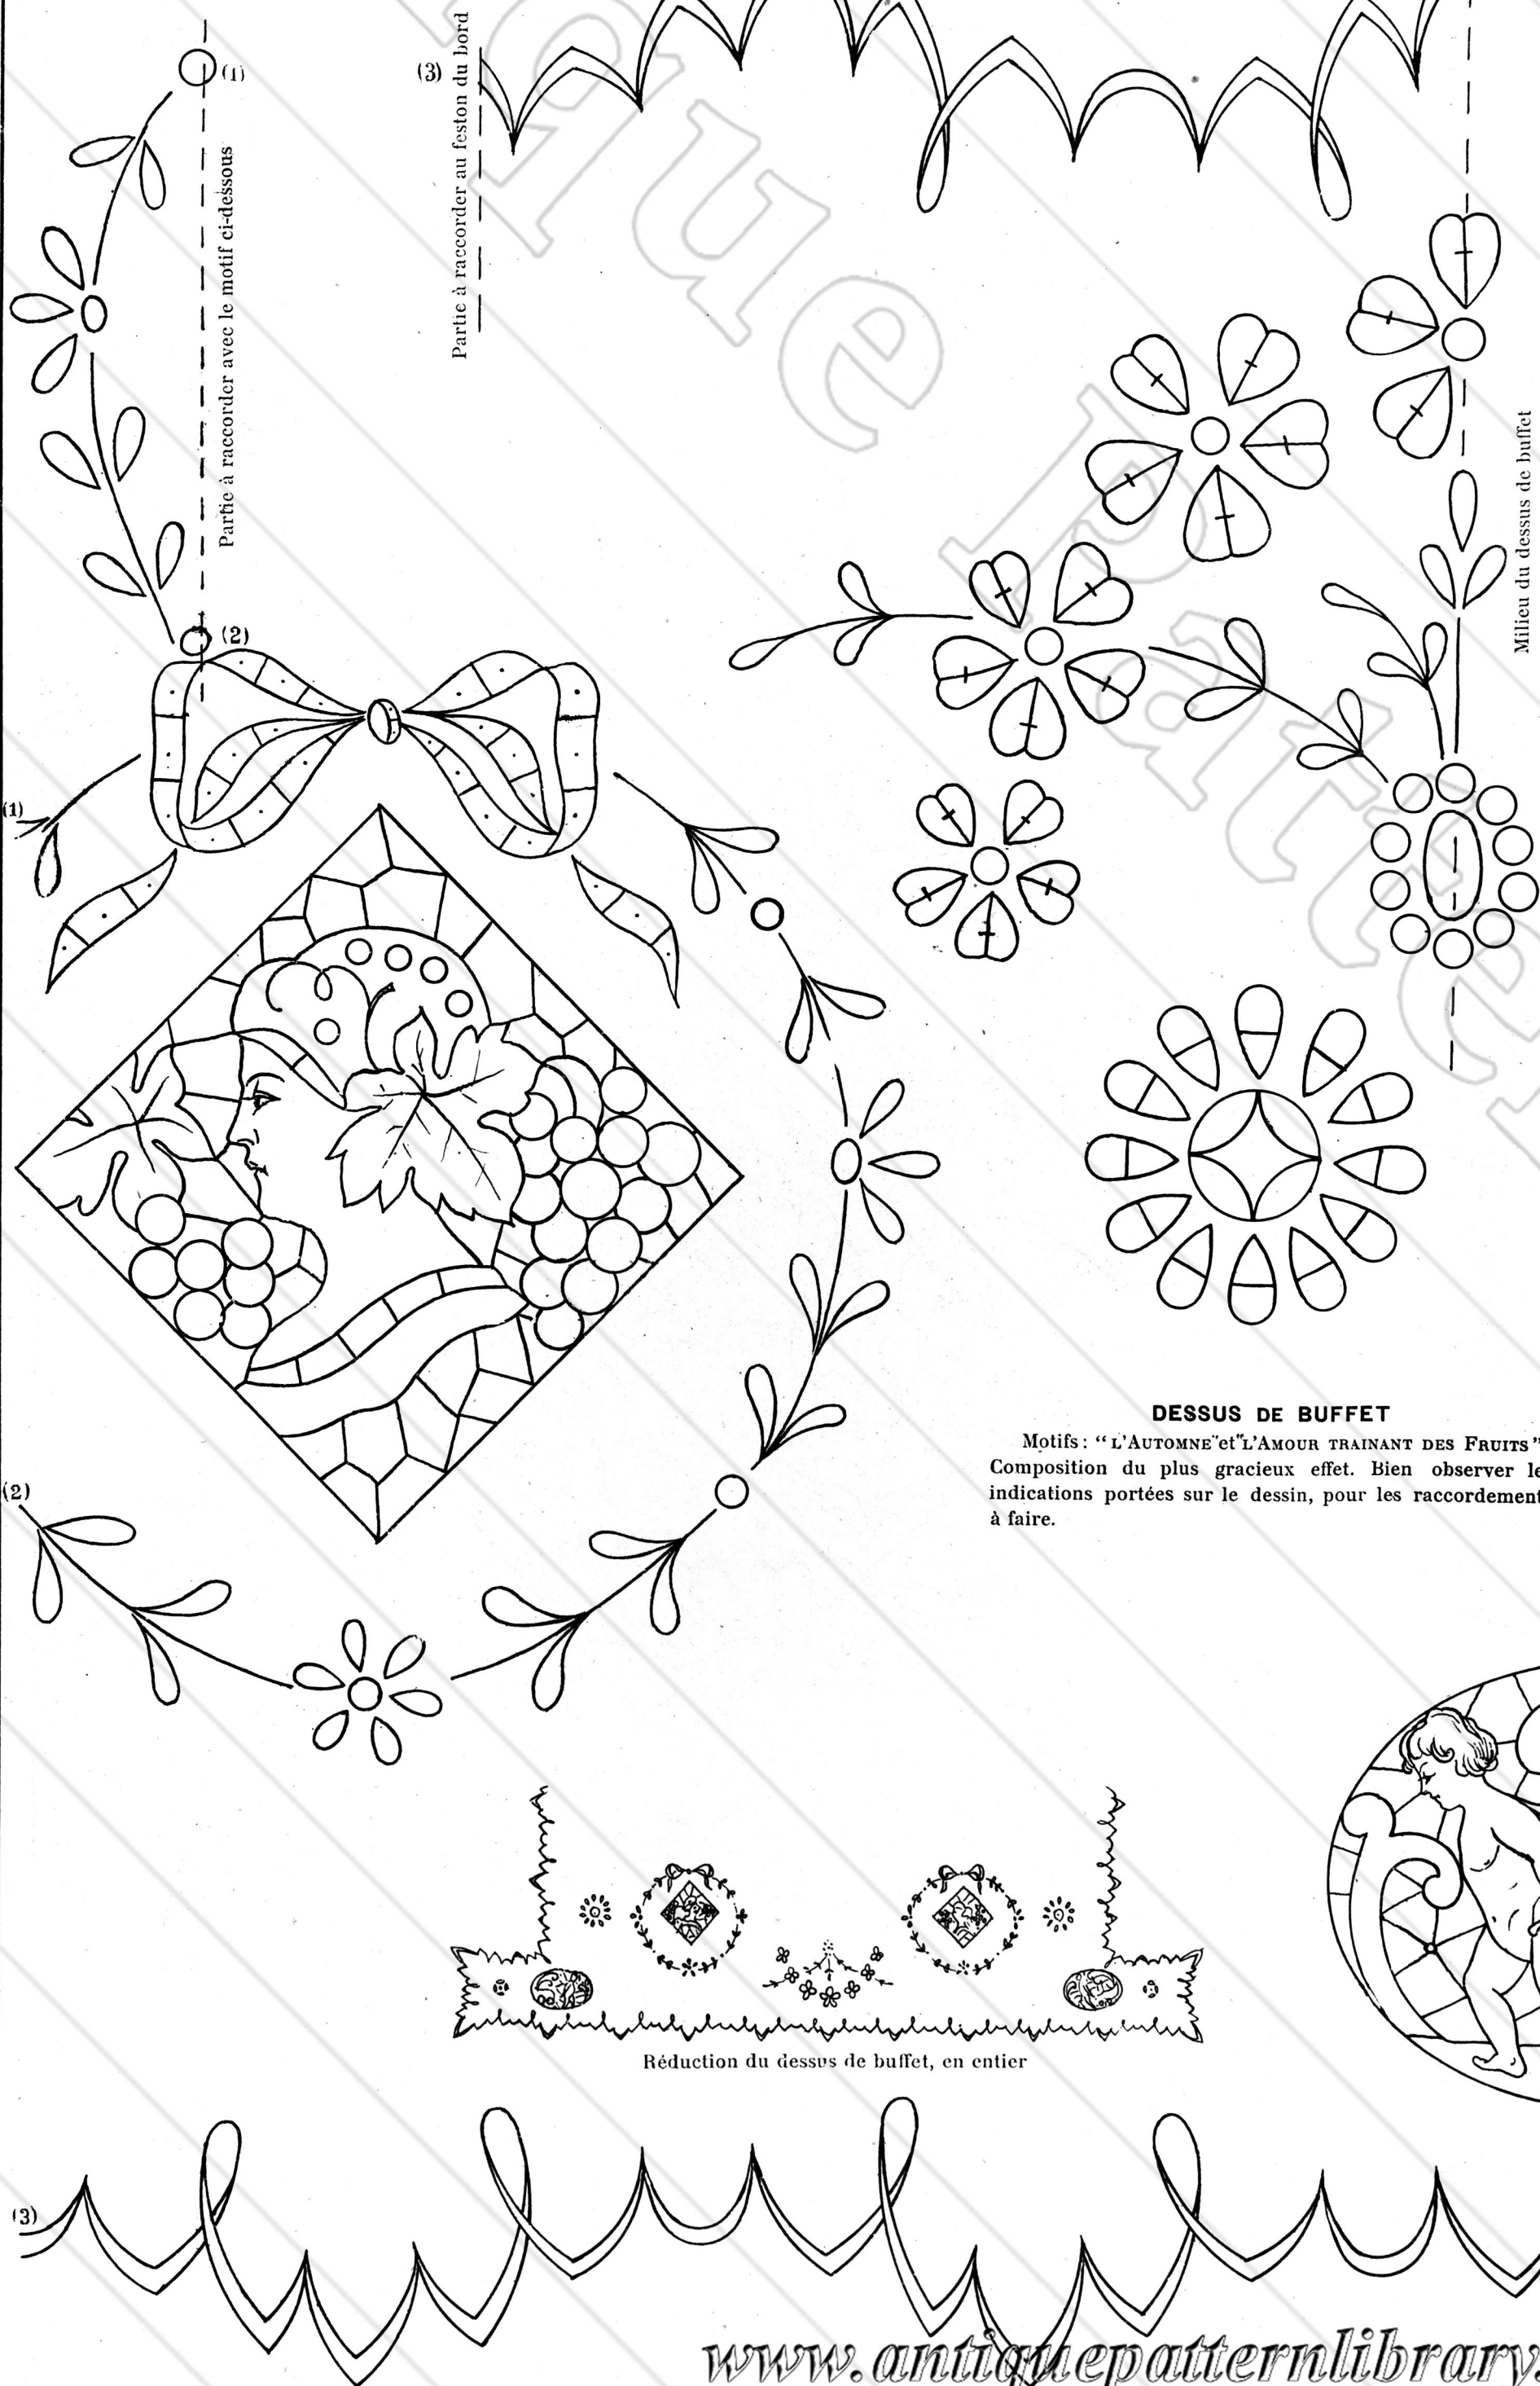 (1)
Partie à raccorder avec le motif ci-dessous
(3)
Partie à raccorder au feston du bord
(2)
Milieu du dessus de buffet
(1)
(2)
DESSUS DE BUFFET
Motifs : “L'AUTOMNE" et "L'AMOUR TRAINANT DES FRUITS”
Composition du plus gracieux effet. Bien observer le
indications portées sur le dessin, pour les raccordement
à faire.
Réduction du dessus de buffet, en entier
(3)
www.antiquepatternlibrary.